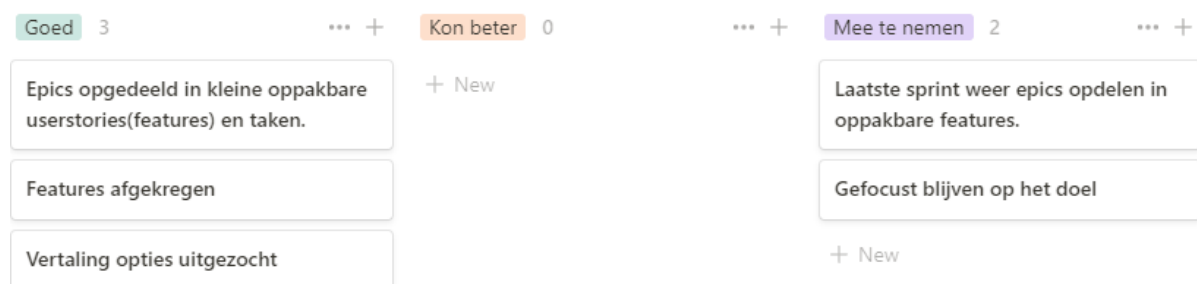 Goed 3
Epics opgedeeld in kleine oppakbare
userstories(features) en taken.
Features afgekregen
Vertaling opties uitgezocht
Kon beter 0
+ New
Mee te nemen 2
Laatste sprint weer epics opdelen in
oppakbare features.
Gefocust blijven op het doel
+ New